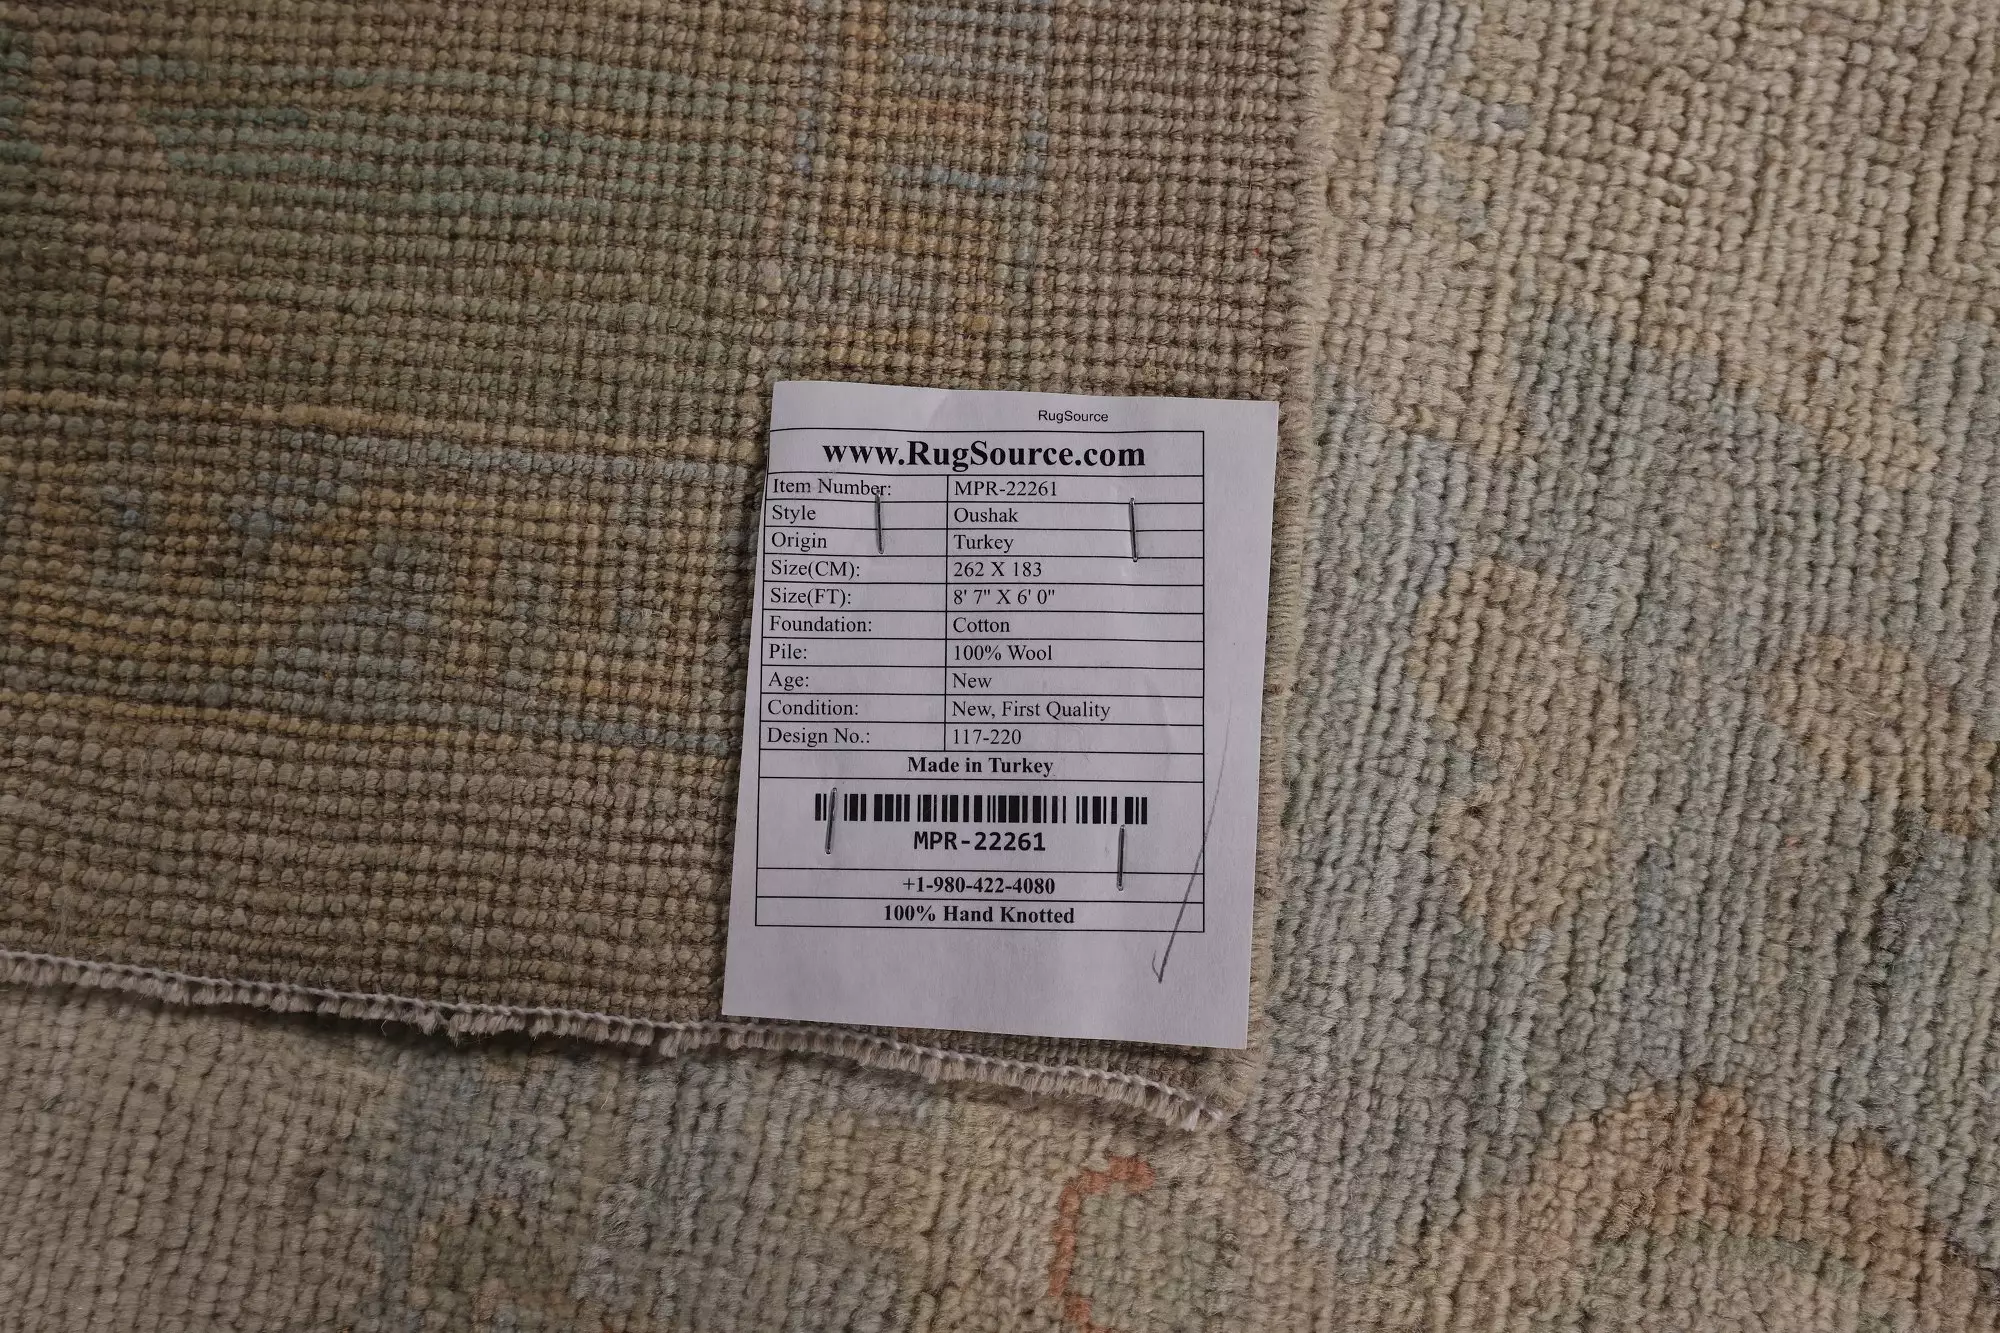 RugSource
www.RugSource.com
Item Number: MPR-22261
Style Oushak
Origin Turkey
Size(CM): 262 X 183
Size(FT): 8' 7" X 6' 0"
Foundation: Cotton
Pile: 100% Wool
Age: New
Condition: New, First Quality
Design No.: 117-220
Made in Turkey
MPR-22261
+1-980-422-4080
100% Hand Knotted